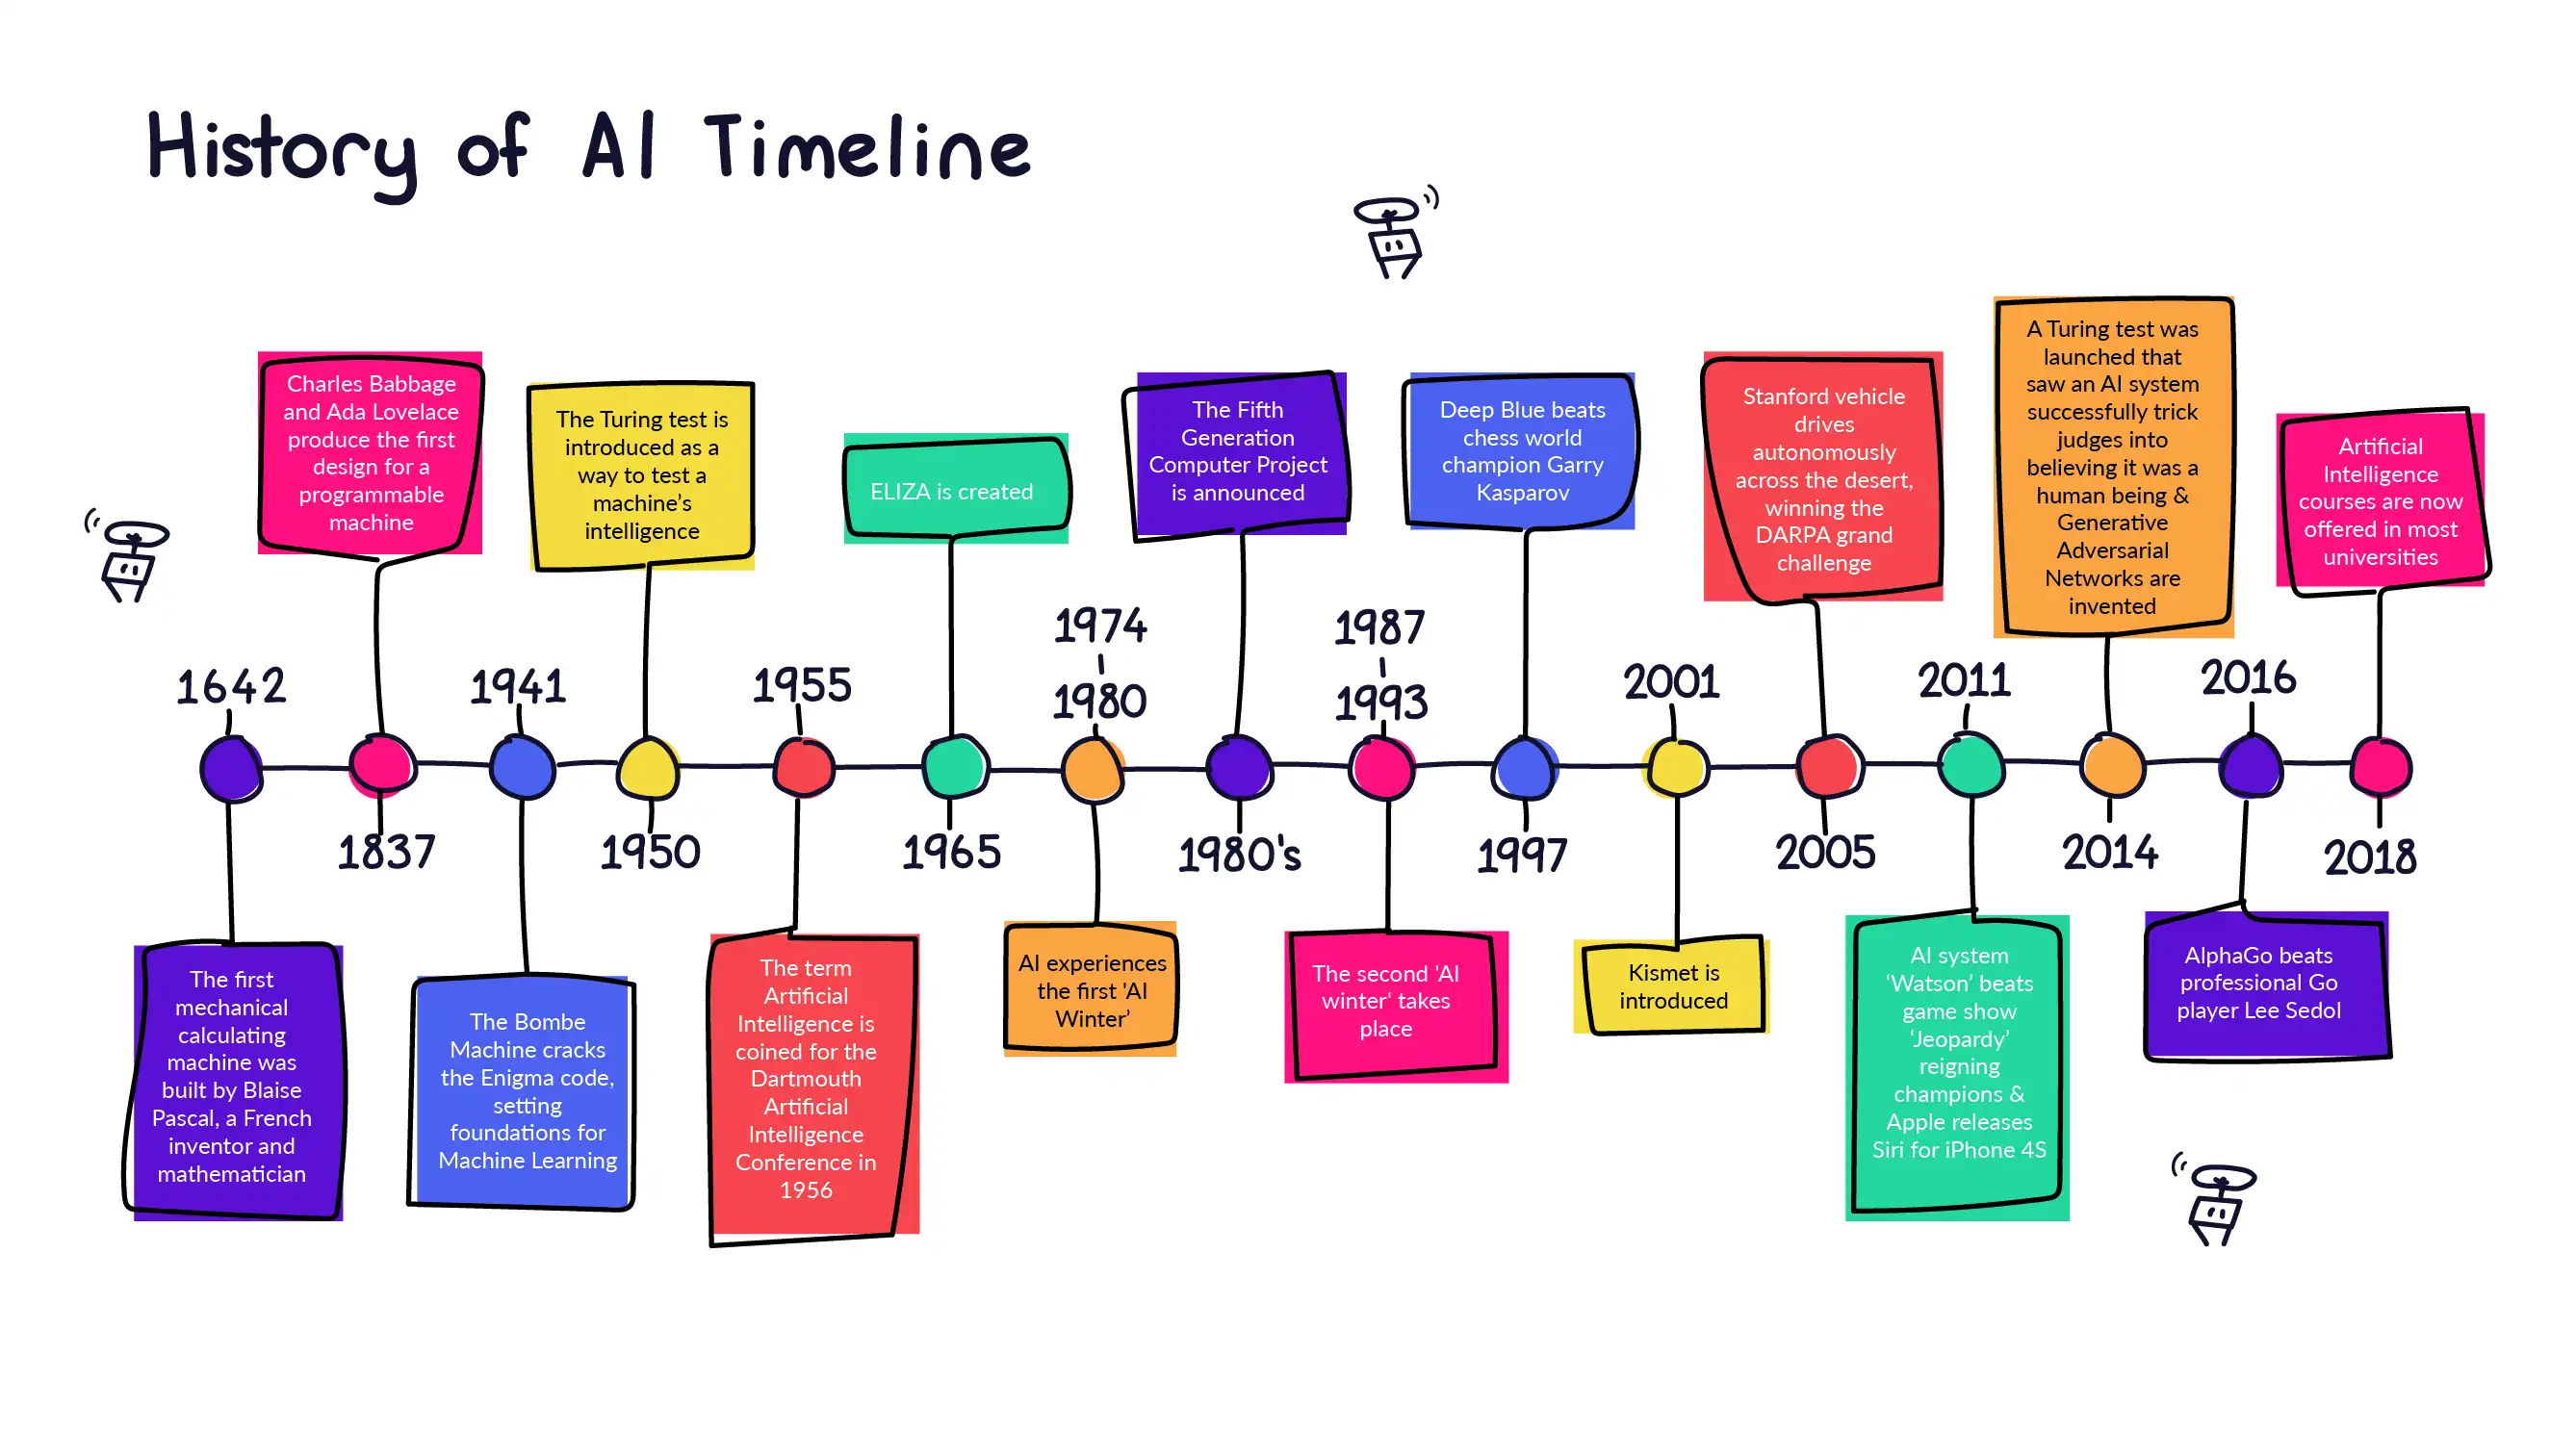 History of AI Timeline
1642
The first
mechanical
calculating
machine was
built by Blaise
Pascal, a French
inventor and
mathematician
Charles Babbage
and Ada Lovelace
produce the first
design for a
programmable
machine
1837
1941
The Bombe
Machine cracks
the Enigma code,
setting
foundations for
Machine Learning
The Turing test is
introduced as a
way to test a
machine’s
intelligence
1950
1955
The term
Artificial
Intelligence is
coined for the
Dartmouth
Artificial
Intelligence
Conference in
1956
ELIZA is created
1965
1974
-
1980
AI experiences
the first 'AI
Winter’
The Fifth
Generation
Computer Project
is announced
1980's
1987
-
1993
The second 'AI
winter' takes
place
Deep Blue beats
chess world
champion Garry
Kasparov
1997
2001
Kismet is
introduced
Stanford vehicle
drives
autonomously
across the desert,
winning the
DARPA grand
challenge
2005
2011
AI system
‘Watson’ beats
game show
‘Jeopardy’
reigning
champions &
Apple releases
Siri for iPhone 4S
A Turing test was
launched that
saw an AI system
successfully trick
judges into
believing it was a
human being &
Generative
Adversarial
Networks are
invented
2014
2016
AlphaGo beats
professional Go
player Lee Sedol
Artificial
Intelligence
courses are now
offered in most
universities
2018